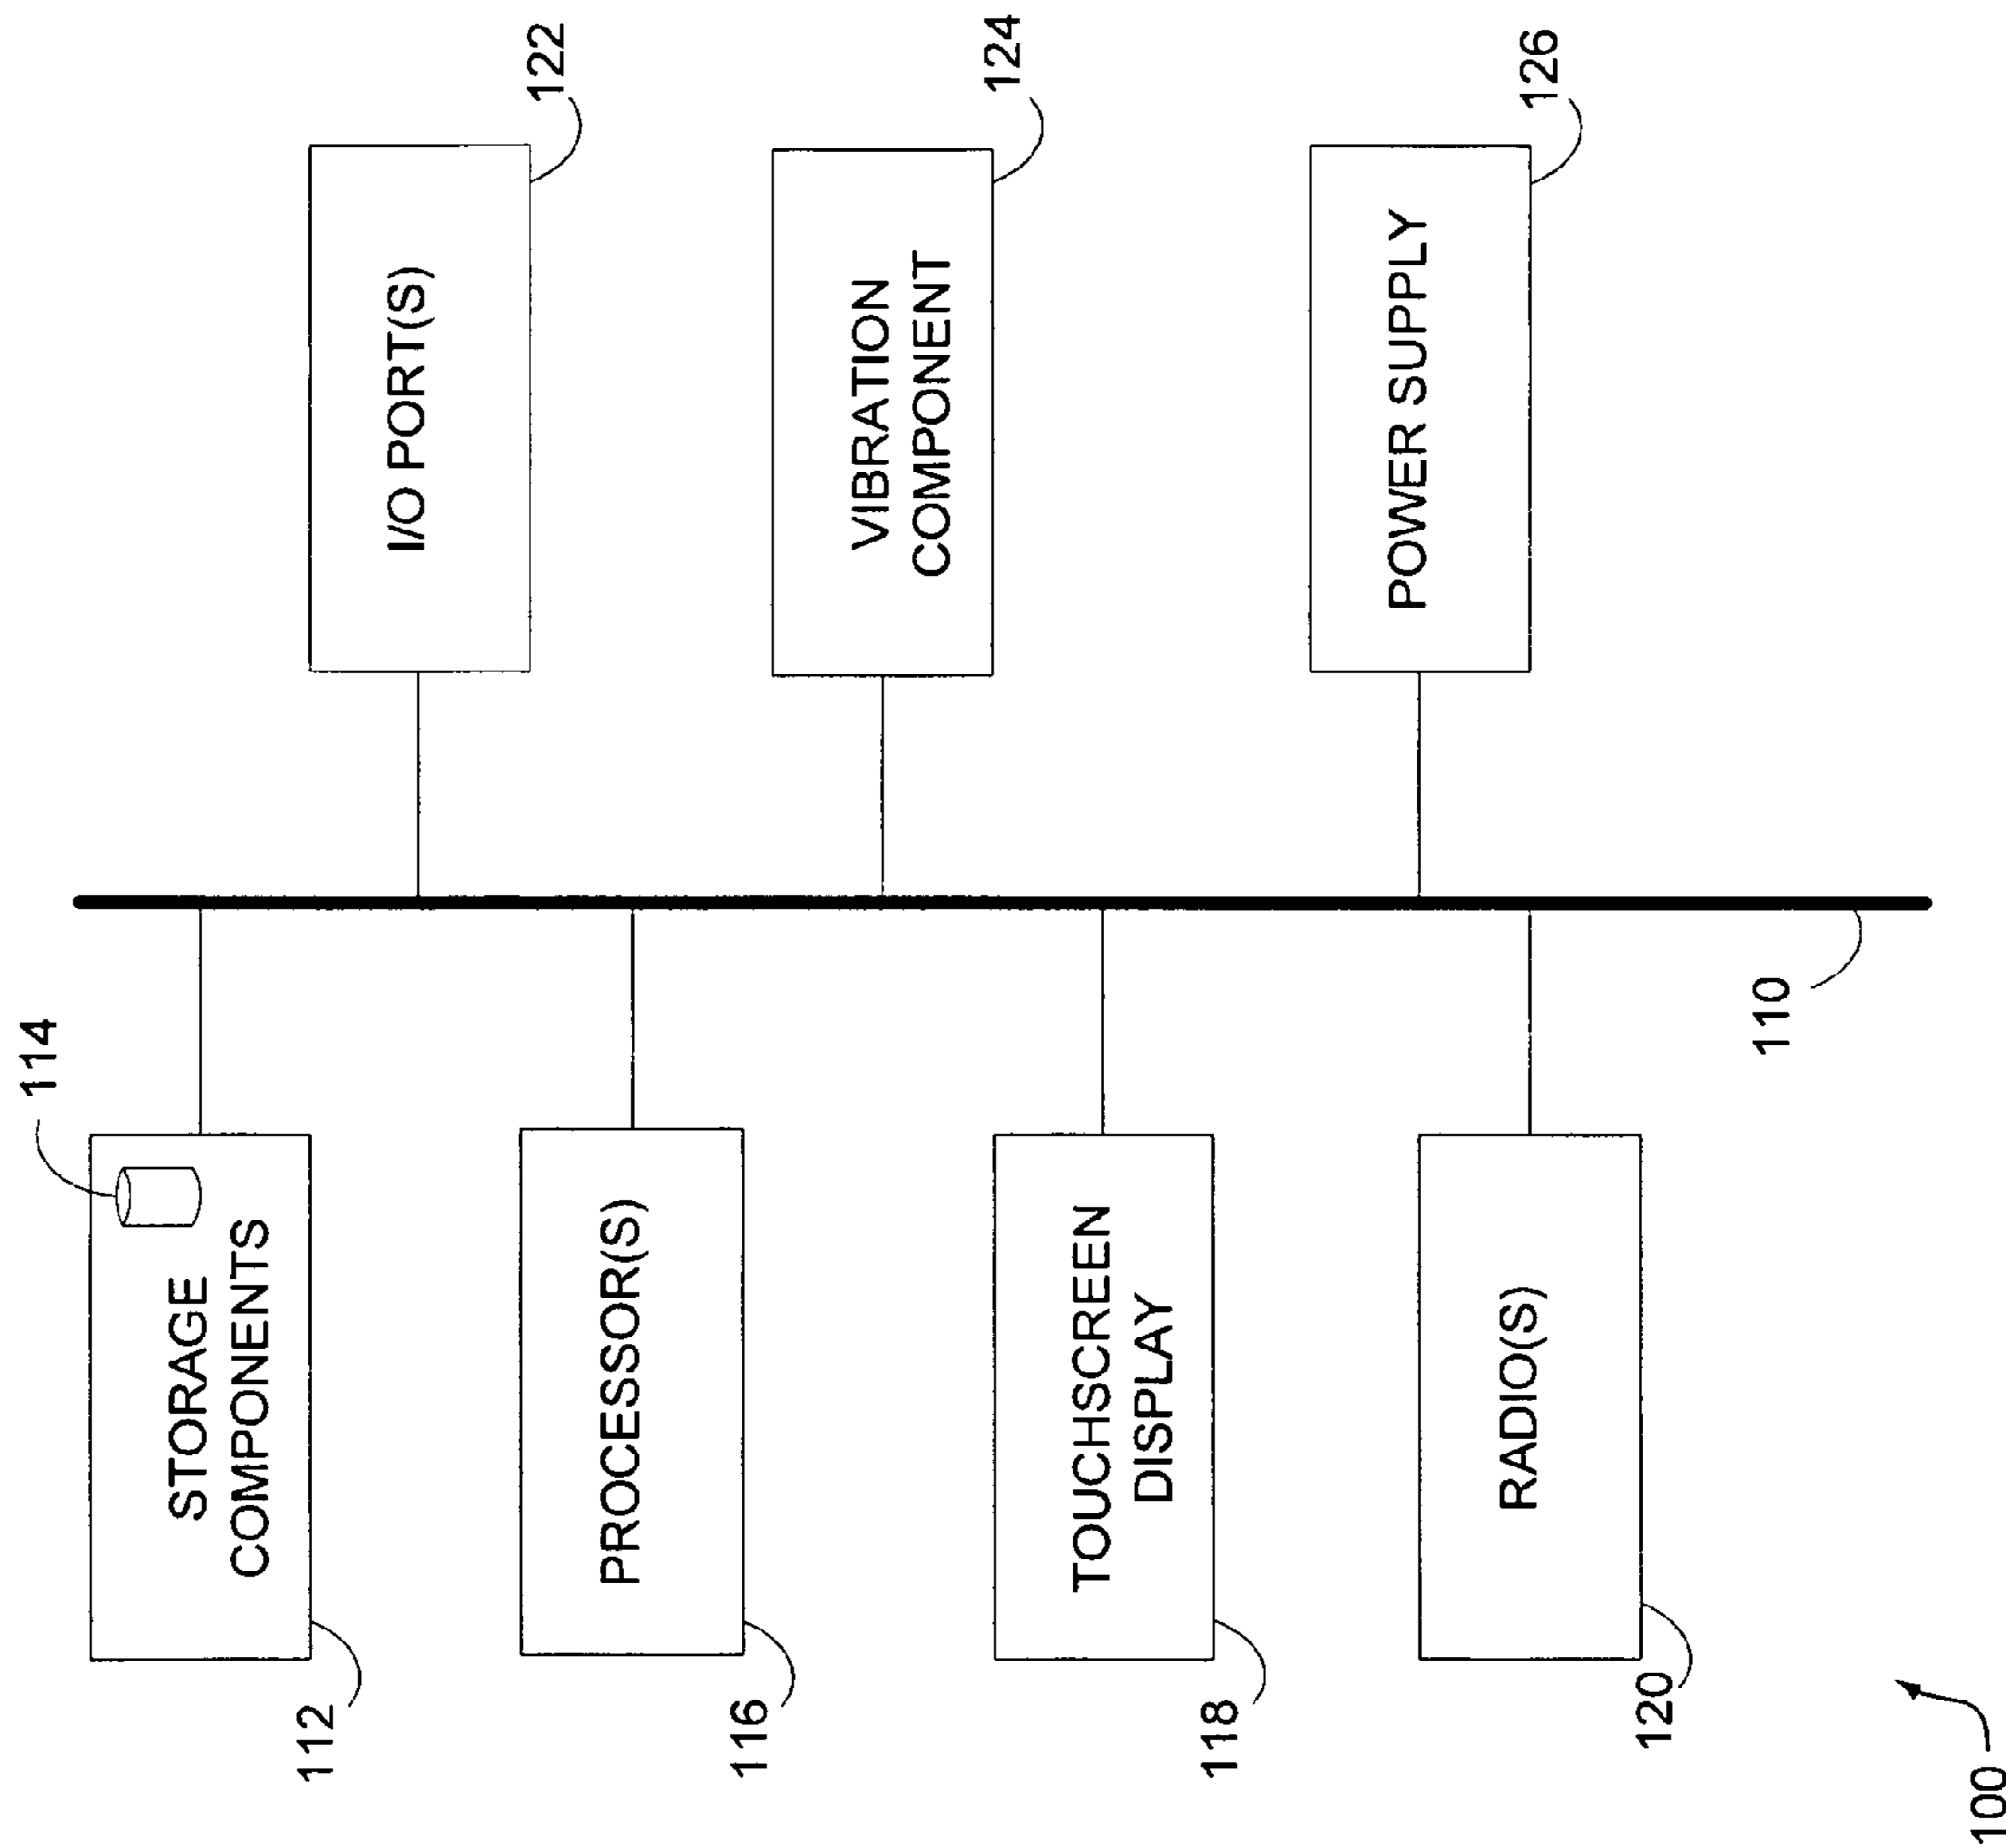 114
STORAGE
COMPONENTS
112
PROCESSOR(S)
116
TOUCHSCREEN
DISPLAY
118
RADIO(S)
120
I/O PORT(S)
122
VIBRATION
COMPONENT
124
POWER SUPPLY
126
110
100